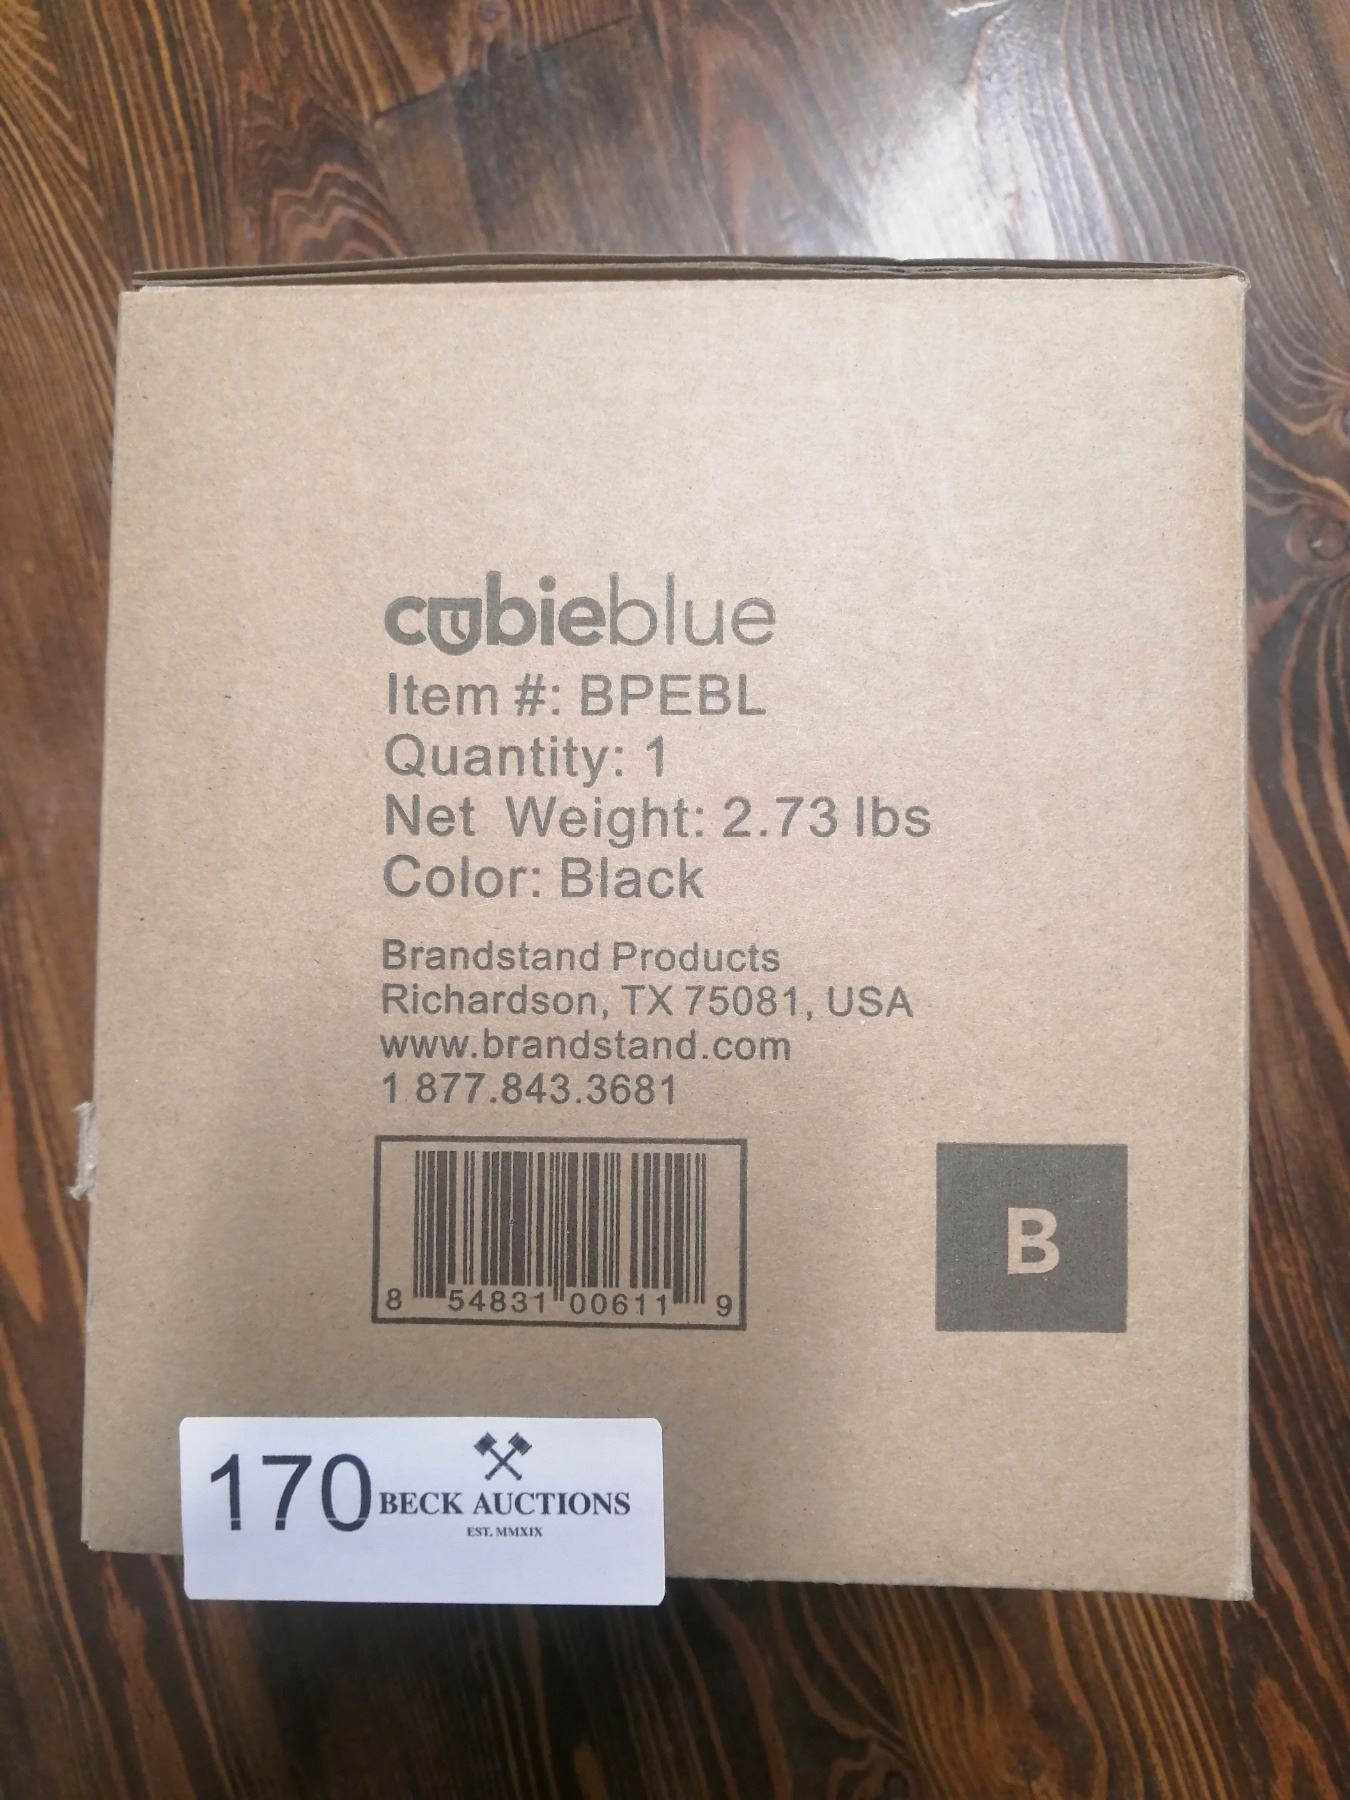 cubieblue
Item #: BPEBL
Quantity: 1
Net Weight: 2.73 lbs
Color: Black
Brandstand Products
Richardson, TX 75081, USA
www.brandstand.com
1 877.843.3681
8 54831 00611 9
B
170
BECK AUCTIONS
EST. MMXIX